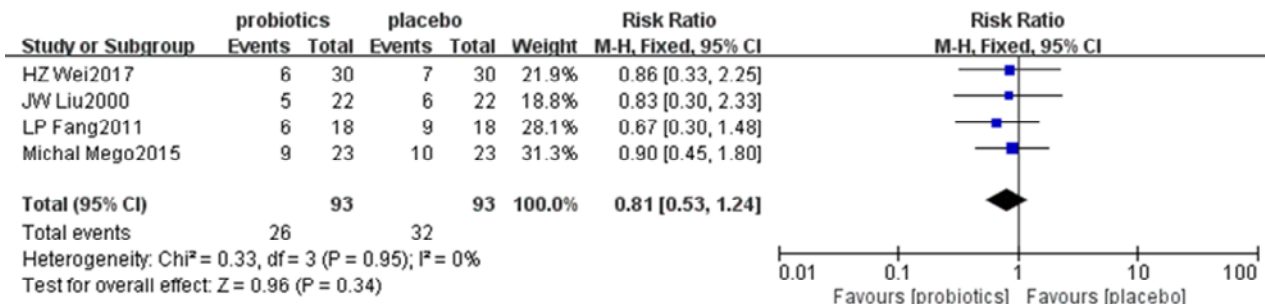 probiotics placebo Risk Ratio Risk Ratio
Study or Subgroup Events Total Events Total Weight M-H, Fixed, 95% CI M-H, Fixed, 95% CI
HZ Wei2017 6 30 7 30 21.9% 0.86 [0.33, 2.25]
JW Liu2000 5 22 6 22 18.8% 0.83 [0.30, 2.33]
LP Fang2011 6 18 9 18 28.1% 0.67 [0.30, 1.48]
Michal Mego2015 9 23 10 23 31.3% 0.90 [0.45, 1.80]
Total (95% CI) 93 93 100.0% 0.81 [0.53, 1.24]
Total events 26 32
Heterogeneity: Chi² = 0.33, df = 3 (P = 0.95); I² = 0%
Test for overall effect: Z = 0.96 (P = 0.34)
0.01 0.1 1 10 100
Favours [probiotics] Favours [placebo]